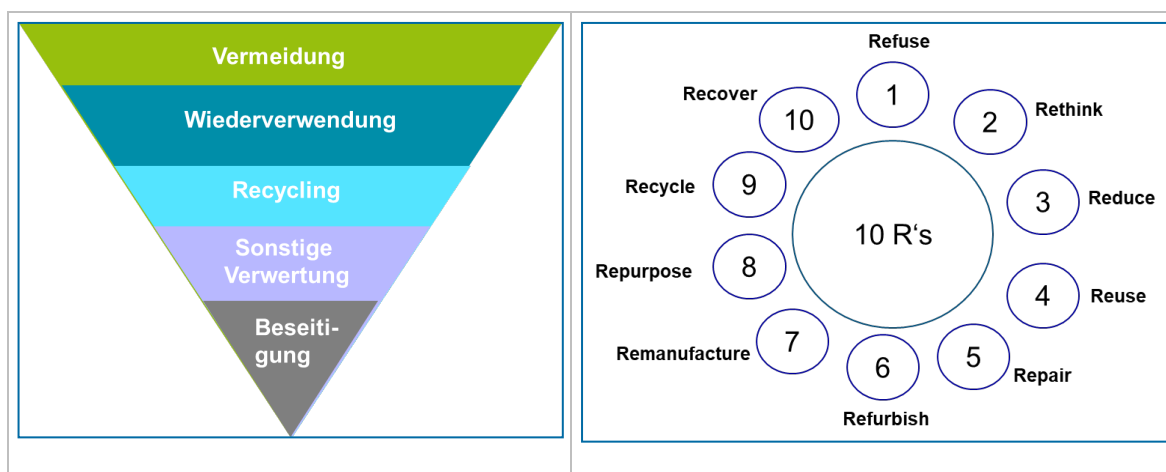 Vermeidung
Wiederverwendung
Recycling
Sonstige
Verwertung
Beseiti-
gung
10 R‘s
1
Refuse
2
Rethink
3
Reduce
4
Reuse
5
Repair
6
Refurbish
7
Remanufacture
8
Repurpose
9
Recycle
10
Recover